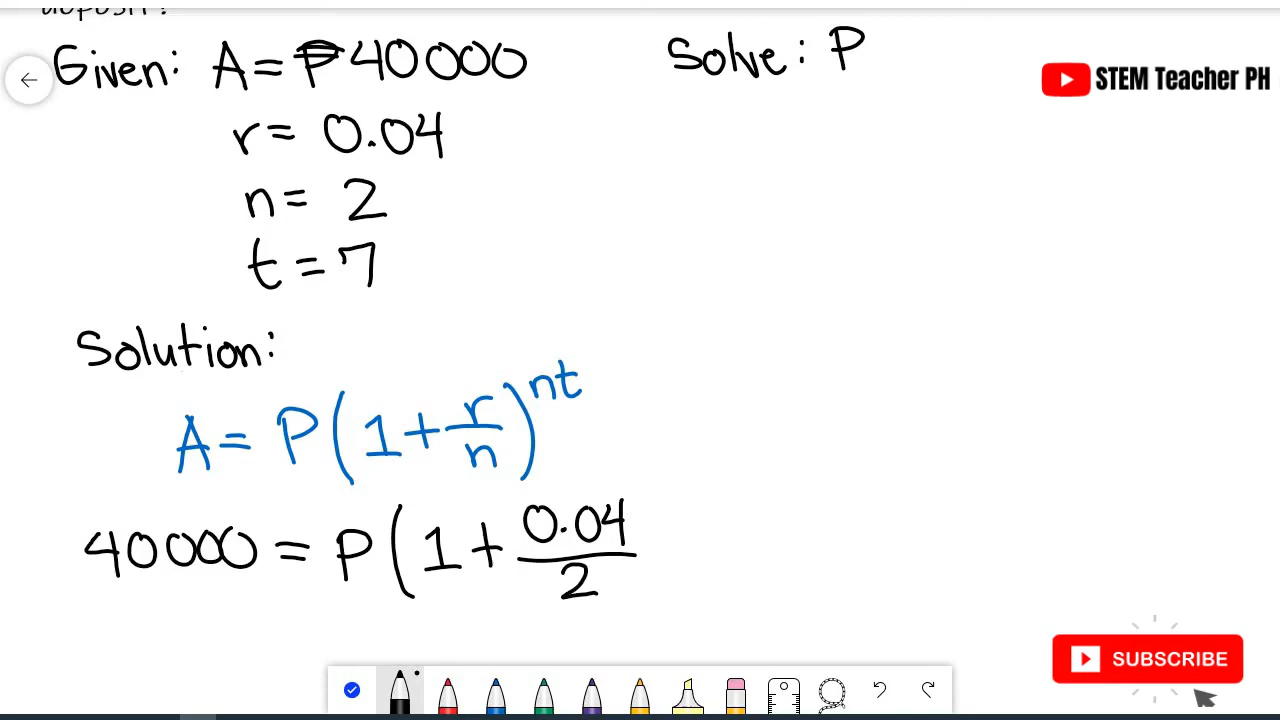 deposit?
Given: A = ₱40000
Solve: P
STEM Teacher PH
r = 0.04
n = 2
t = 7
Solution:
A = P(1 + r/n)^nt
40000 = P(1 + 0.04/2
SUBSCRIBE